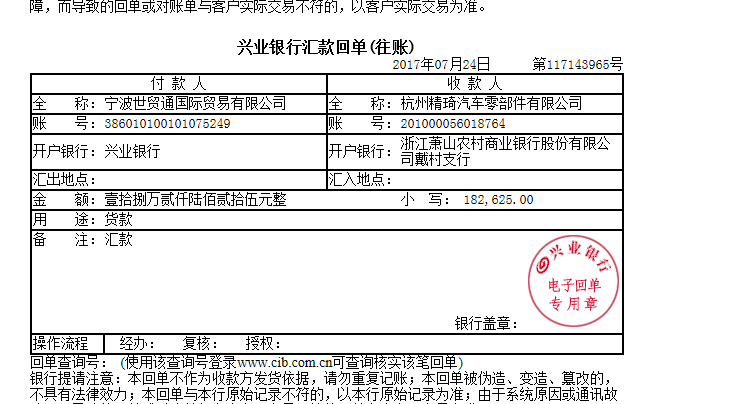 障，而导致的回单或对账单与客户实际交易不符的，以客户实际交易为准。
兴业银行汇款回单(往账)
2017年07月24日 第117143965号
付 款 人 收 款 人
全 称：宁波世贸通国际贸易有限公司 全 称：杭州精琦汽车零部件有限公司
账 号：386010100101075249 账 号：201000056018764
开户银行：兴业银行 开户银行：浙江萧山农村商业银行股份有限公
司戴村支行
汇出地点： 汇入地点：
金 额：壹拾捌万贰仟陆佰贰拾伍元整 小 写： 182,625.00
用 途：货款
备 注：汇款
兴业银行
电子回单
专用章
银行盖章：
操作流程 经办： 复核： 授权：
回单查询号： (使用该查询号登录www.cib.com.cn可查询核实该笔回单)
银行提请注意：本回单不作为收款方发货依据，请勿重复记账；本回单被伪造、变造、篡改的，
不具有法律效力；本回单与本行原始记录不符的，以本行原始记录为准；由于系统原因或通讯故